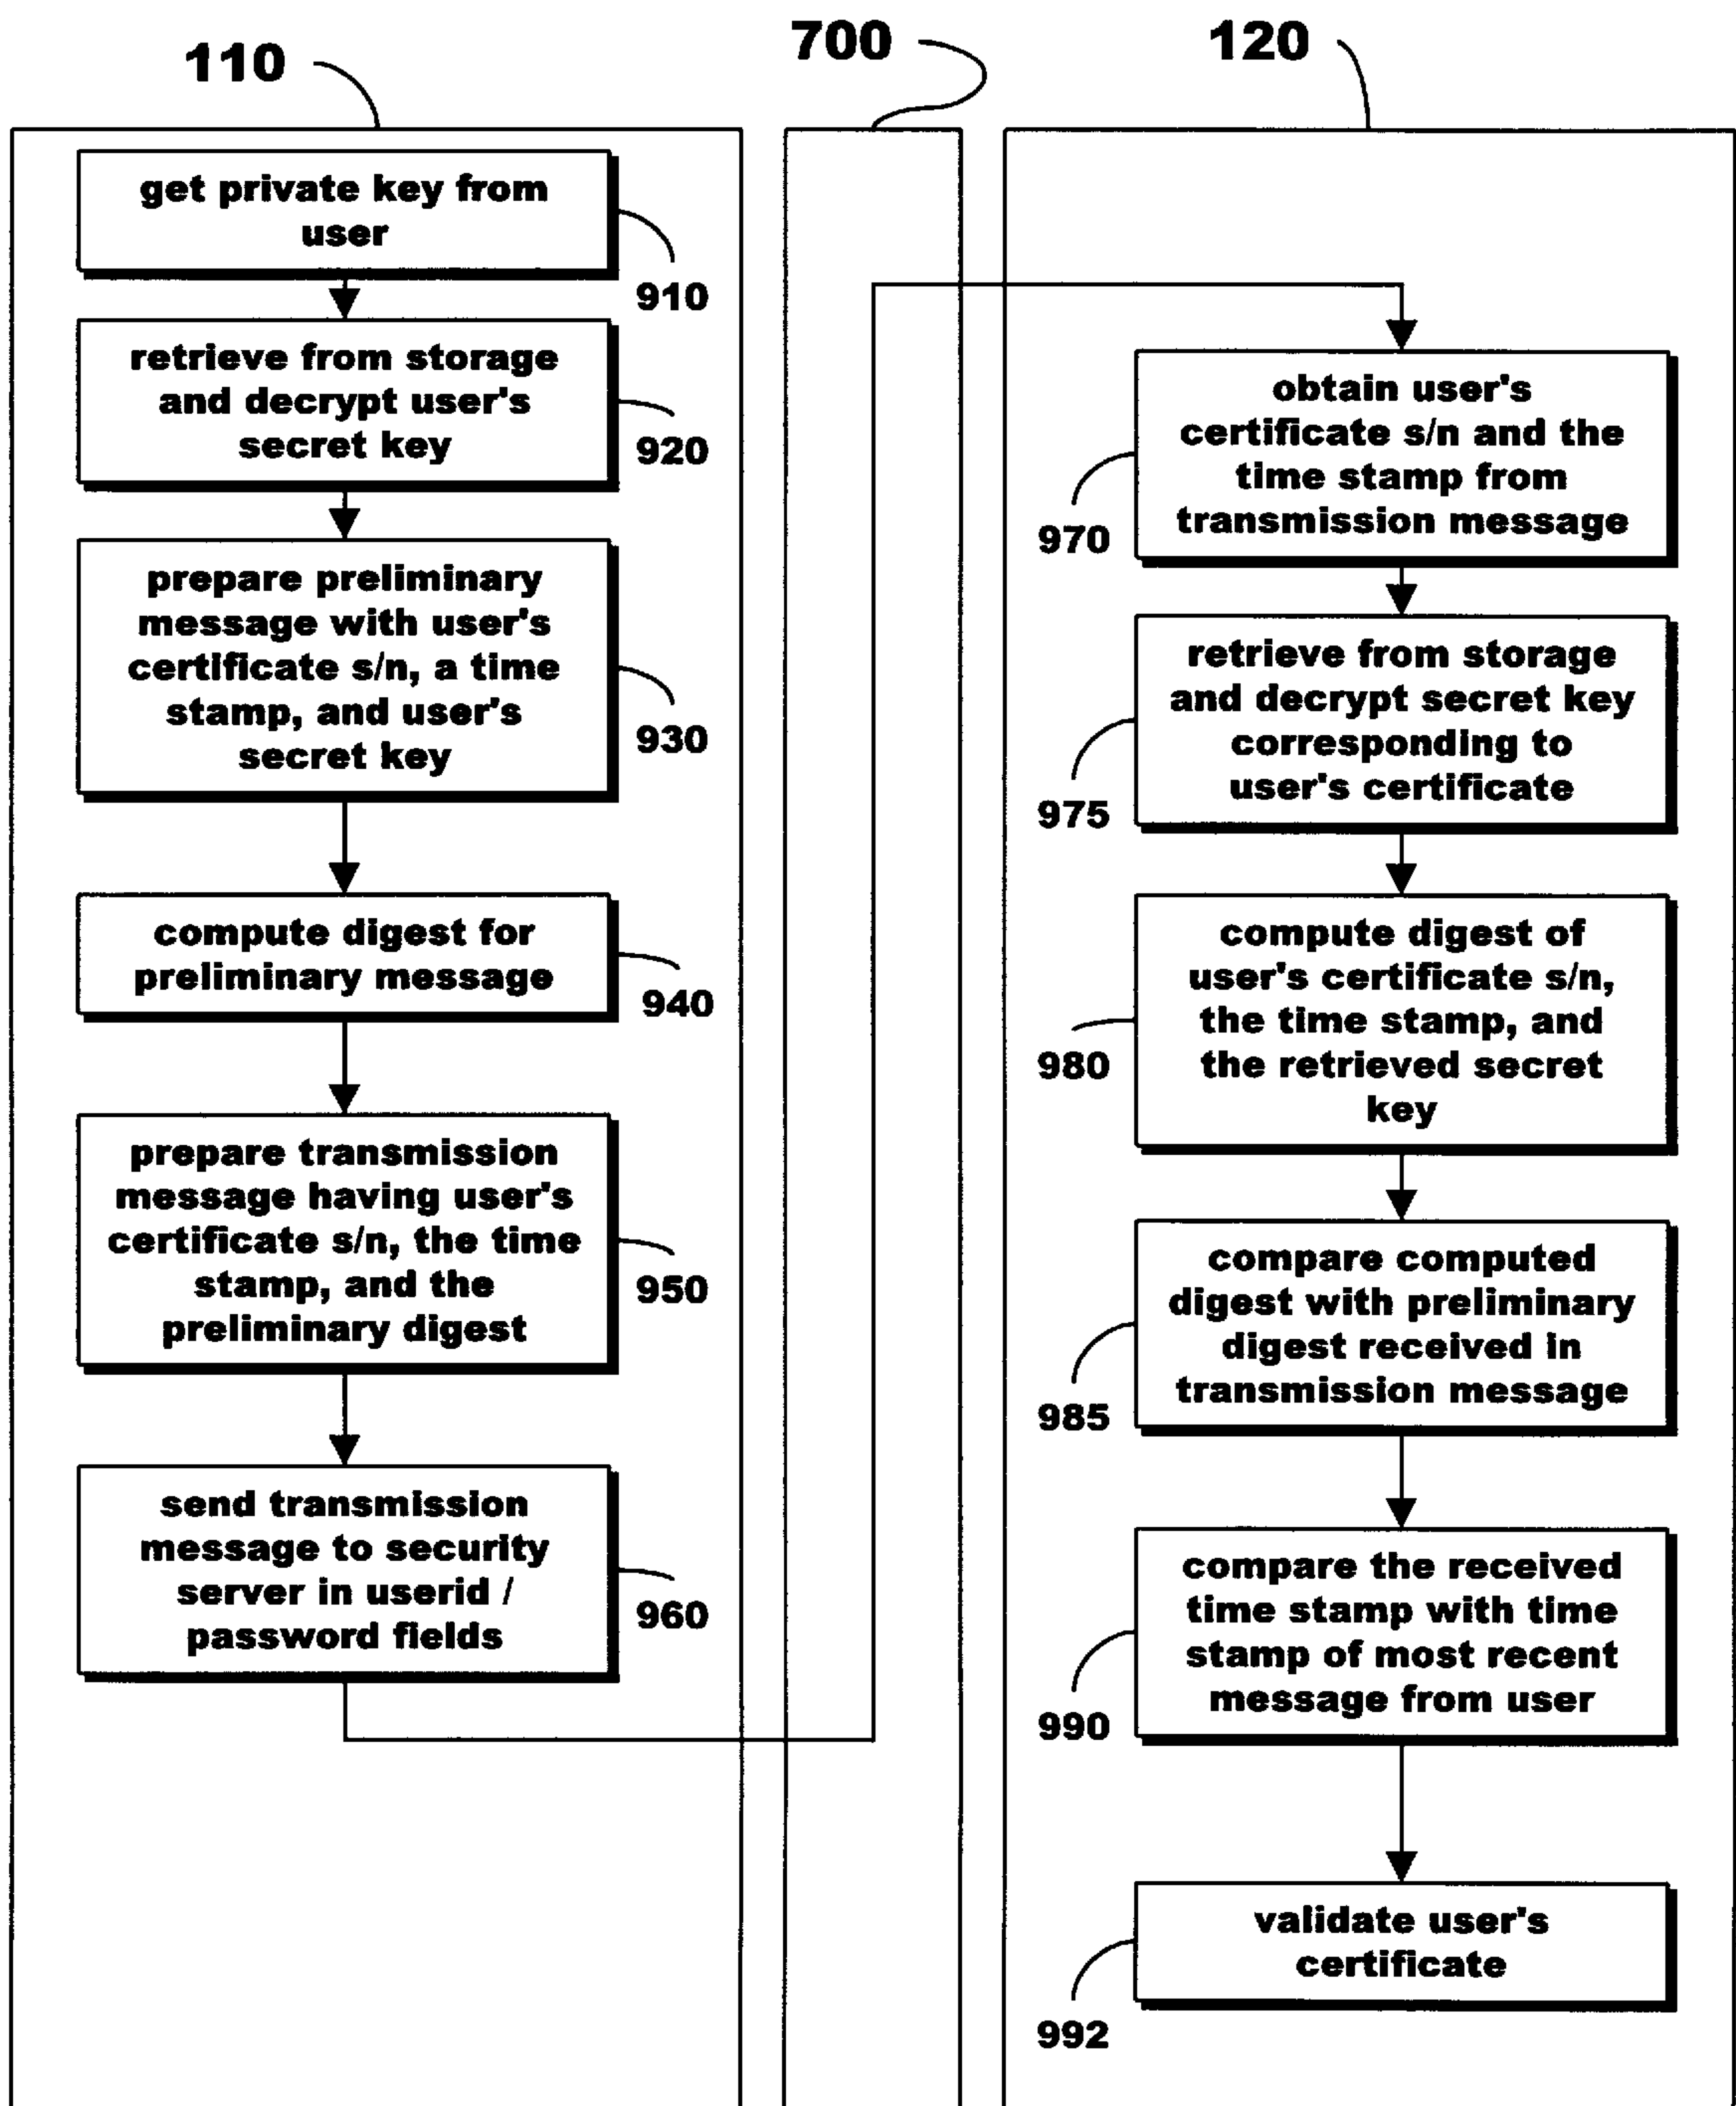 110
700
120
get private key from
user
910
retrieve from storage
and decrypt user's
secret key
920
prepare preliminary
message with user's
certificate s/n, a time
stamp, and user's
secret key
930
compute digest for
preliminary message
940
prepare transmission
message having user's
certificate s/n, the time
stamp, and the
preliminary digest
950
send transmission
message to security
server in userid /
password fields
960
obtain user's
certificate s/n and the
time stamp from
transmission message
970
retrieve from storage
and decrypt secret key
corresponding to
user's certificate
975
compute digest of
user's certificate s/n,
the time stamp, and
the retrieved secret
key
980
compare computed
digest with preliminary
digest received in
transmission message
985
compare the received
time stamp with time
stamp of most recent
message from user
990
validate user's
certificate
992